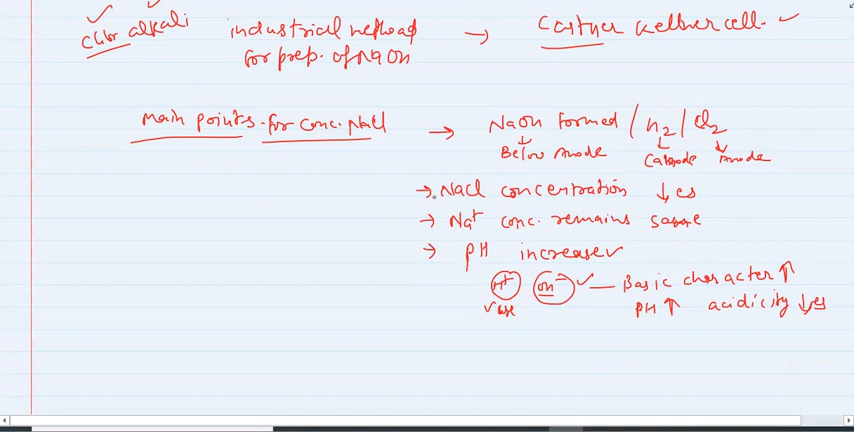 Chlor alkali industrial method → Castner Kellner cell.
for prep. of NaOH
Main points for conc. NaCl → NaOH formed / H2 / Cl2
Below Anode Cathode Anode
→ NaCl concentration ↓es
→ Na+ conc. remains same
→ pH increases
H+ OH- — Basic character ↑
use pH ↑ acidicity ↓es